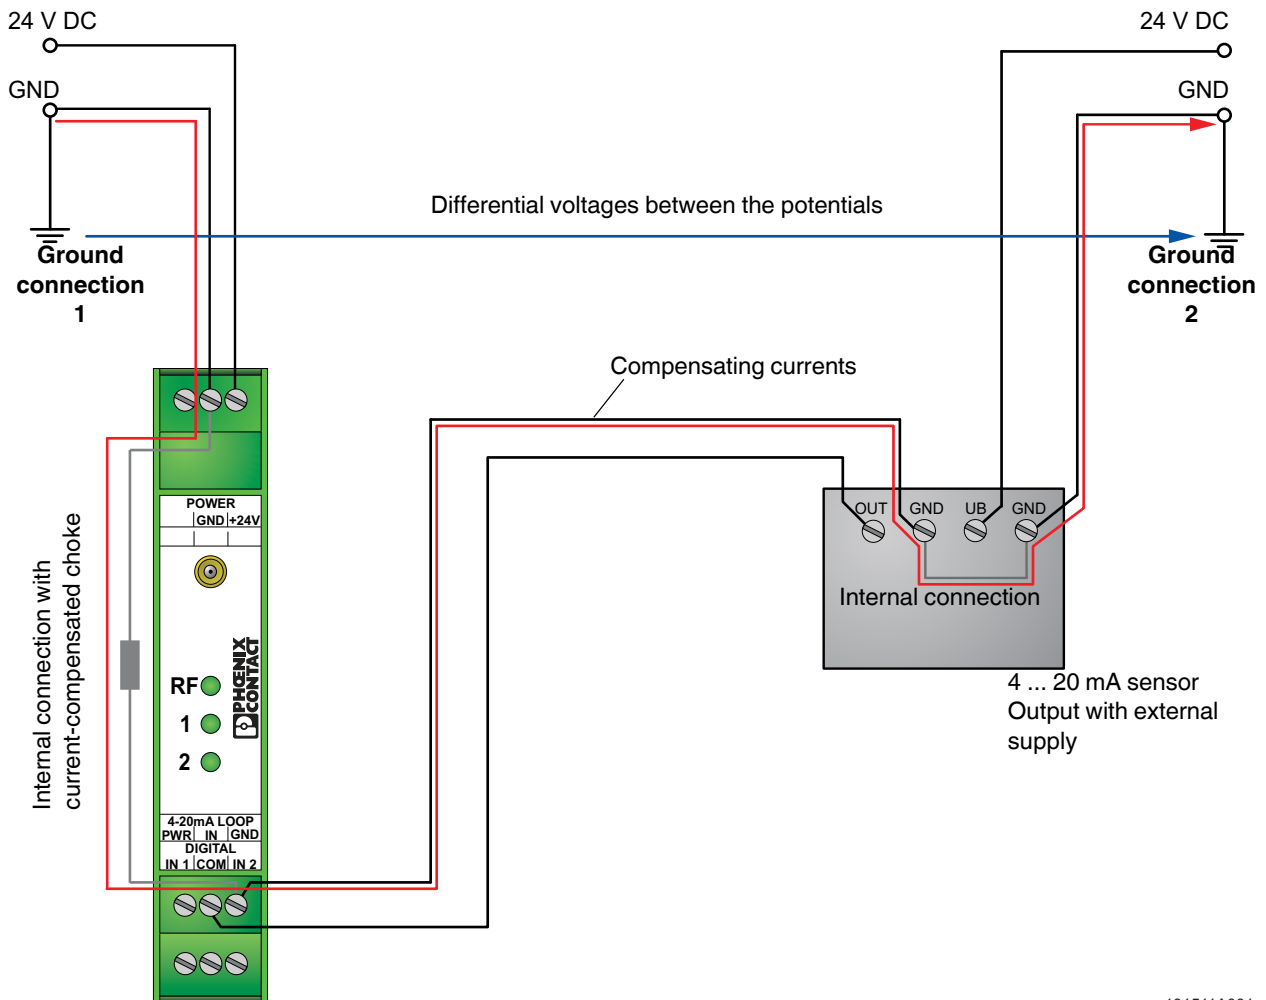 24 V DC
24 V DC
GND
GND
Differential voltages between the potentials
Ground
connection
1
Ground
connection
2
Compensating currents
POWER
GND +24V
OUT GND UB GND
Internal connection
4 ... 20 mA sensor
Output with external
supply
Internal connection with
current-compensated choke
PHŒNIX
CONTACT
RF
1
2
4-20mA LOOP
PWR IN GND
DIGITAL
IN 1 COM IN 2